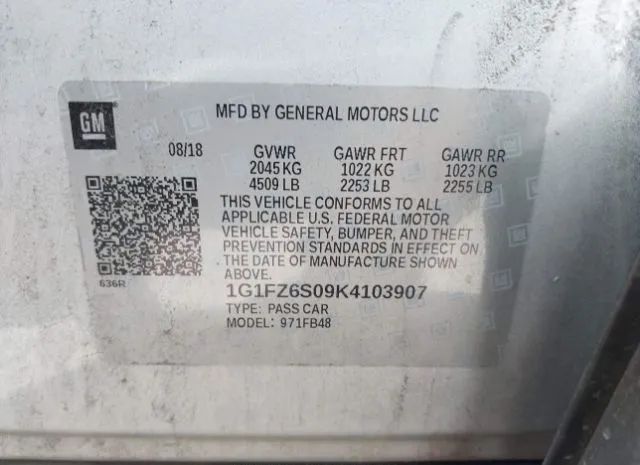 GM
MFD BY GENERAL MOTORS LLC
08/18 GVWR GAWR FRT GAWR RR
2045 KG 1022 KG 1023 KG
4509 LB 2253 LB 2255 LB
THIS VEHICLE CONFORMS TO ALL
APPLICABLE U.S. FEDERAL MOTOR
VEHICLE SAFETY, BUMPER, AND THEFT
PREVENTION STANDARDS IN EFFECT ON
THE DATE OF MANUFACTURE SHOWN
ABOVE.
636R
1G1FZ6S09K4103907
TYPE: PASS CAR
MODEL: 971FB48